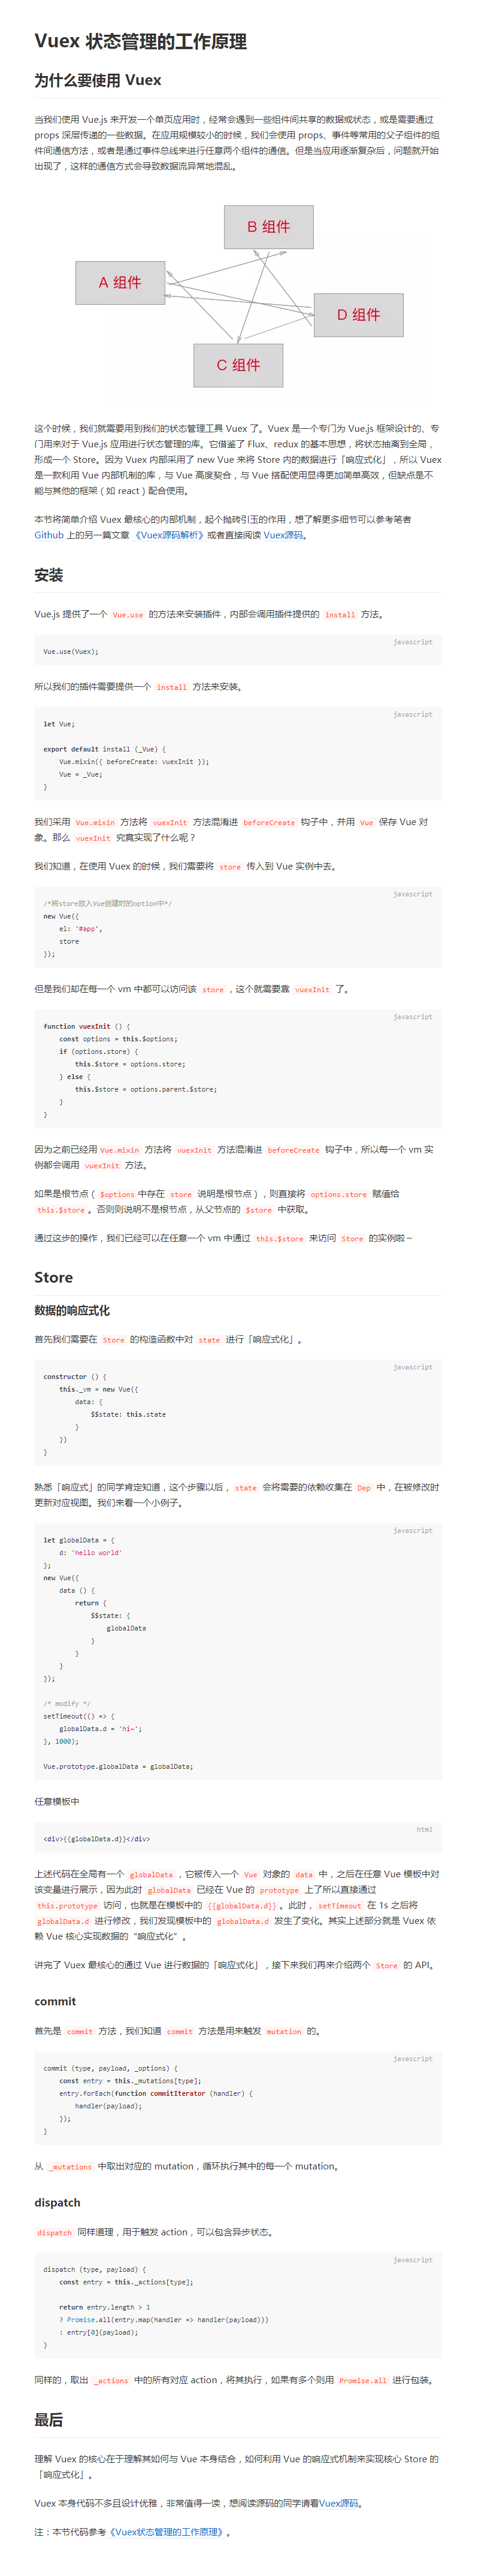 Vuex 状态管理的工作原理
为什么要使用 Vuex
当我们使用 Vue.js 来开发一个单页应用时，经常会遇到一些组件间共享的数据或状态，或是需要通过
props 深层传递的一些数据。在应用规模较小的时候，我们会使用 props、事件等常用的父子组件的组
件间通信方法，或者是通过事件总线来进行任意两个组件的通信。但是当应用逐渐复杂后，问题就开始
出现了，这样的通信方式会导致数据流异常地混乱。
B 组件
A 组件
D 组件
C 组件
这个时候，我们就需要用到我们的状态管理工具 Vuex 了。Vuex 是一个专门为 Vue.js 框架设计的、专
门用来对于 Vue.js 应用进行状态管理的库。它借鉴了 Flux、redux 的基本思想，将状态抽离到全局，
形成一个 Store。因为 Vuex 内部采用了 new Vue 来将 Store 内的数据进行「响应式化」，所以 Vuex
是一款利用 Vue 内部机制的库，与 Vue 高度契合，与 Vue 搭配使用显得更加简单高效，但缺点是不
能与其他的框架（如 react）配合使用。
本节将简单介绍 Vuex 最核心的内部机制，起个抛砖引玉的作用，想了解更多细节可以参考笔者
Github 上的另一篇文章 《Vuex源码解析》或者直接阅读 Vuex源码。
安装
Vue.js 提供了一个 Vue.use 的方法来安装插件，内部会调用插件提供的 install 方法。
javascript
Vue.use(Vuex);
所以我们的插件需要提供一个 install 方法来安装。
javascript
let Vue;
export default install (_Vue) {
    Vue.mixin({ beforeCreate: vuexInit });
    Vue = _Vue;
}
我们采用 Vue.mixin 方法将 vuexInit 方法混淆进 beforeCreate 钩子中，并用 Vue 保存 Vue 对
象。那么 vuexInit 究竟实现了什么呢？
我们知道，在使用 Vuex 的时候，我们需要将 store 传入到 Vue 实例中去。
javascript
/*将store放入Vue创建时的option中*/
new Vue({
    el: '#app',
    store
});
但是我们却在每一个 vm 中都可以访问该 store，这个就需要靠 vuexInit 了。
javascript
function vuexInit () {
    const options = this.$options;
    if (options.store) {
        this.$store = options.store;
    } else {
        this.$store = options.parent.$store;
    }
}
因为之前已经用Vue.mixin 方法将 vuexInit 方法混淆进 beforeCreate 钩子中，所以每一个 vm 实
例都会调用 vuexInit 方法。
如果是根节点（$options中存在 store 说明是根节点），则直接将 options.store 赋值给
this.$store。否则则说明不是根节点，从父节点的 $store 中获取。
通过这步的操作，我们已经可以在任意一个 vm 中通过 this.$store 来访问 Store 的实例啦～
Store
数据的响应式化
首先我们需要在 Store 的构造函数中对 state 进行「响应式化」。
javascript
constructor () {
    this._vm = new Vue({
        data: {
            $$state: this.state
        }
    })
}
熟悉「响应式」的同学肯定知道，这个步骤以后，state 会将需要的依赖收集在 Dep 中，在被修改时
更新对应视图。我们来看一个小例子。
javascript
let globalData = {
    d: 'hello world'
};
new Vue({
    data () {
        return {
            $$state: {
                globalData
            }
        }
    }
});
/* modify */
setTimeout(() => {
    globalData.d = 'hi~';
}, 1000);
Vue.prototype.globalData = globalData;
任意模板中
html
<div>{{globalData.d}}</div>
上述代码在全局有一个 globalData，它被传入一个 Vue 对象的 data 中，之后在任意 Vue 模板中对
该变量进行展示，因为此时 globalData 已经在 Vue 的 prototype 上了所以直接通过
this.prototype 访问，也就是在模板中的 {{globalData.d}}。此时，setTimeout 在 1s 之后将
globalData.d 进行修改，我们发现模板中的 globalData.d 发生了变化。其实上述部分就是 Vuex 依
赖 Vue 核心实现数据的“响应式化”。
讲完了 Vuex 最核心的通过 Vue 进行数据的「响应式化」，接下来我们再来介绍两个 Store 的 API。
commit
首先是 commit 方法，我们知道 commit 方法是用来触发 mutation 的。
javascript
commit (type, payload, _options) {
    const entry = this._mutations[type];
    entry.forEach(function commitIterator (handler) {
        handler(payload);
    });
}
从 _mutations 中取出对应的 mutation，循环执行其中的每一个 mutation。
dispatch
dispatch 同样道理，用于触发 action，可以包含异步状态。
javascript
dispatch (type, payload) {
    const entry = this._actions[type];
    return entry.length > 1
    ? Promise.all(entry.map(handler => handler(payload)))
    : entry[0](payload);
}
同样的，取出 _actions 中的所有对应 action，将其执行，如果有多个则用 Promise.all 进行包装。
最后
理解 Vuex 的核心在于理解其如何与 Vue 本身结合，如何利用 Vue 的响应式机制来实现核心 Store 的
「响应式化」。
Vuex 本身代码不多且设计优雅，非常值得一读，想阅读源码的同学请看Vuex源码。
注：本节代码参考《Vuex状态管理的工作原理》。